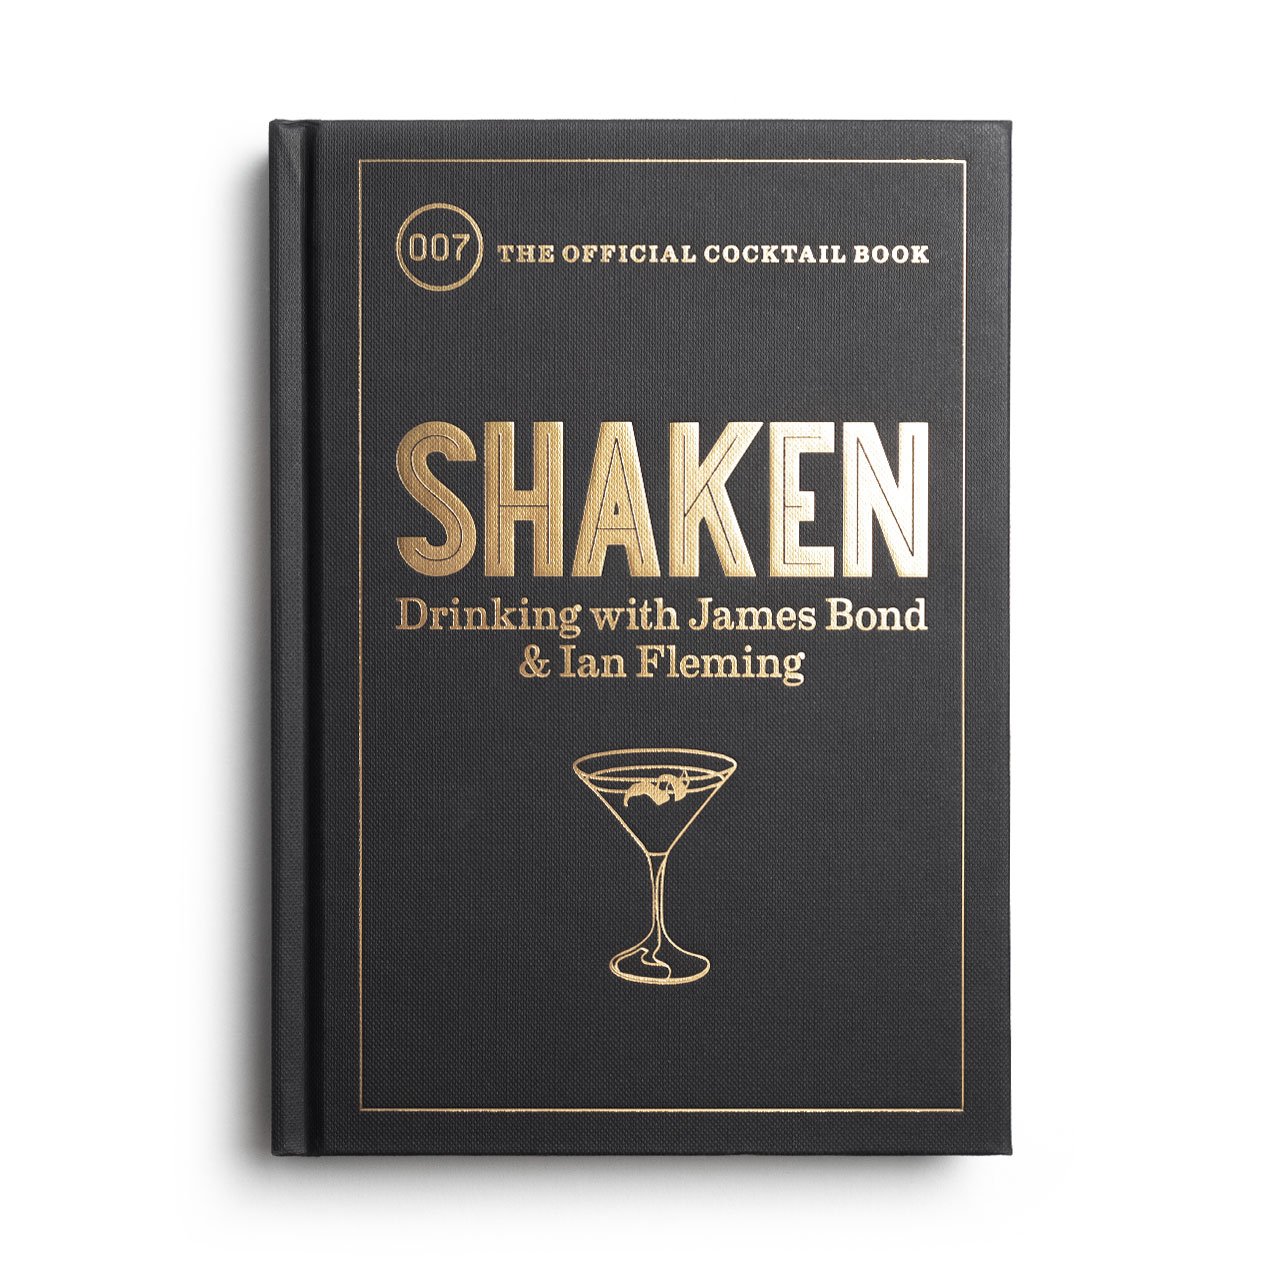 007 THE OFFICIAL COCKTAIL BOOK
SHAKEN
Drinking with James Bond
& Ian Fleming